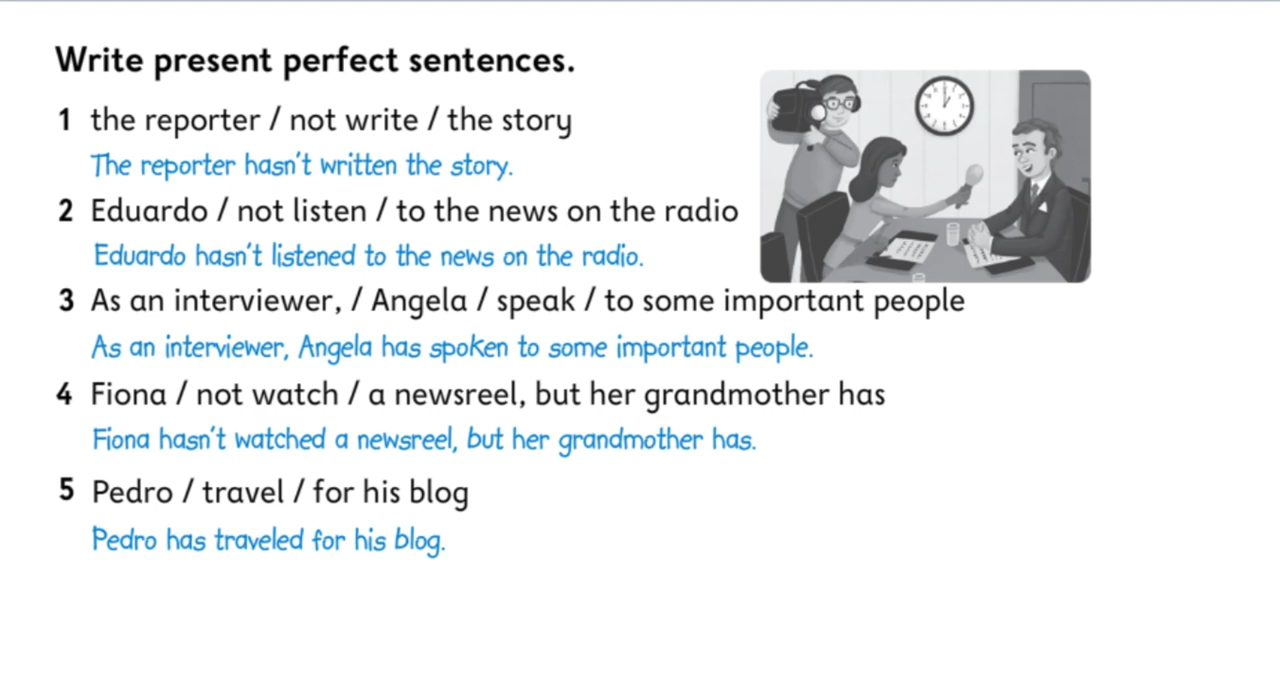 Write present perfect sentences.
1 the reporter / not write / the story
The reporter hasn't written the story.
2 Eduardo / not listen / to the news on the radio
Eduardo hasn't listened to the news on the radio.
3 As an interviewer, / Angela / speak / to some important people
As an interviewer, Angela has spoken to some important people.
4 Fiona / not watch / a newsreel, but her grandmother has
Fiona hasn't watched a newsreel, but her grandmother has.
5 Pedro / travel / for his blog
Pedro has traveled for his blog.